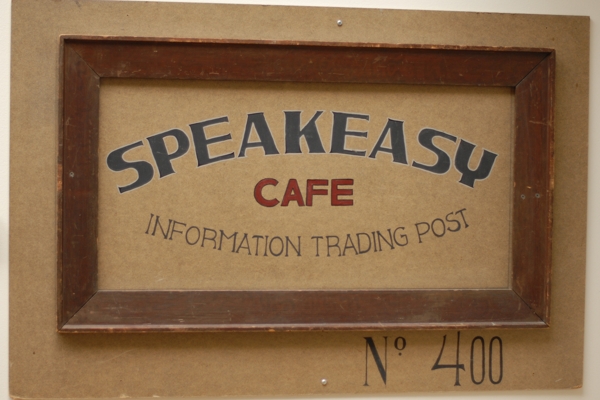 SPEAKEASY
CAFE
INFORMATION TRADING POST
Nº 400